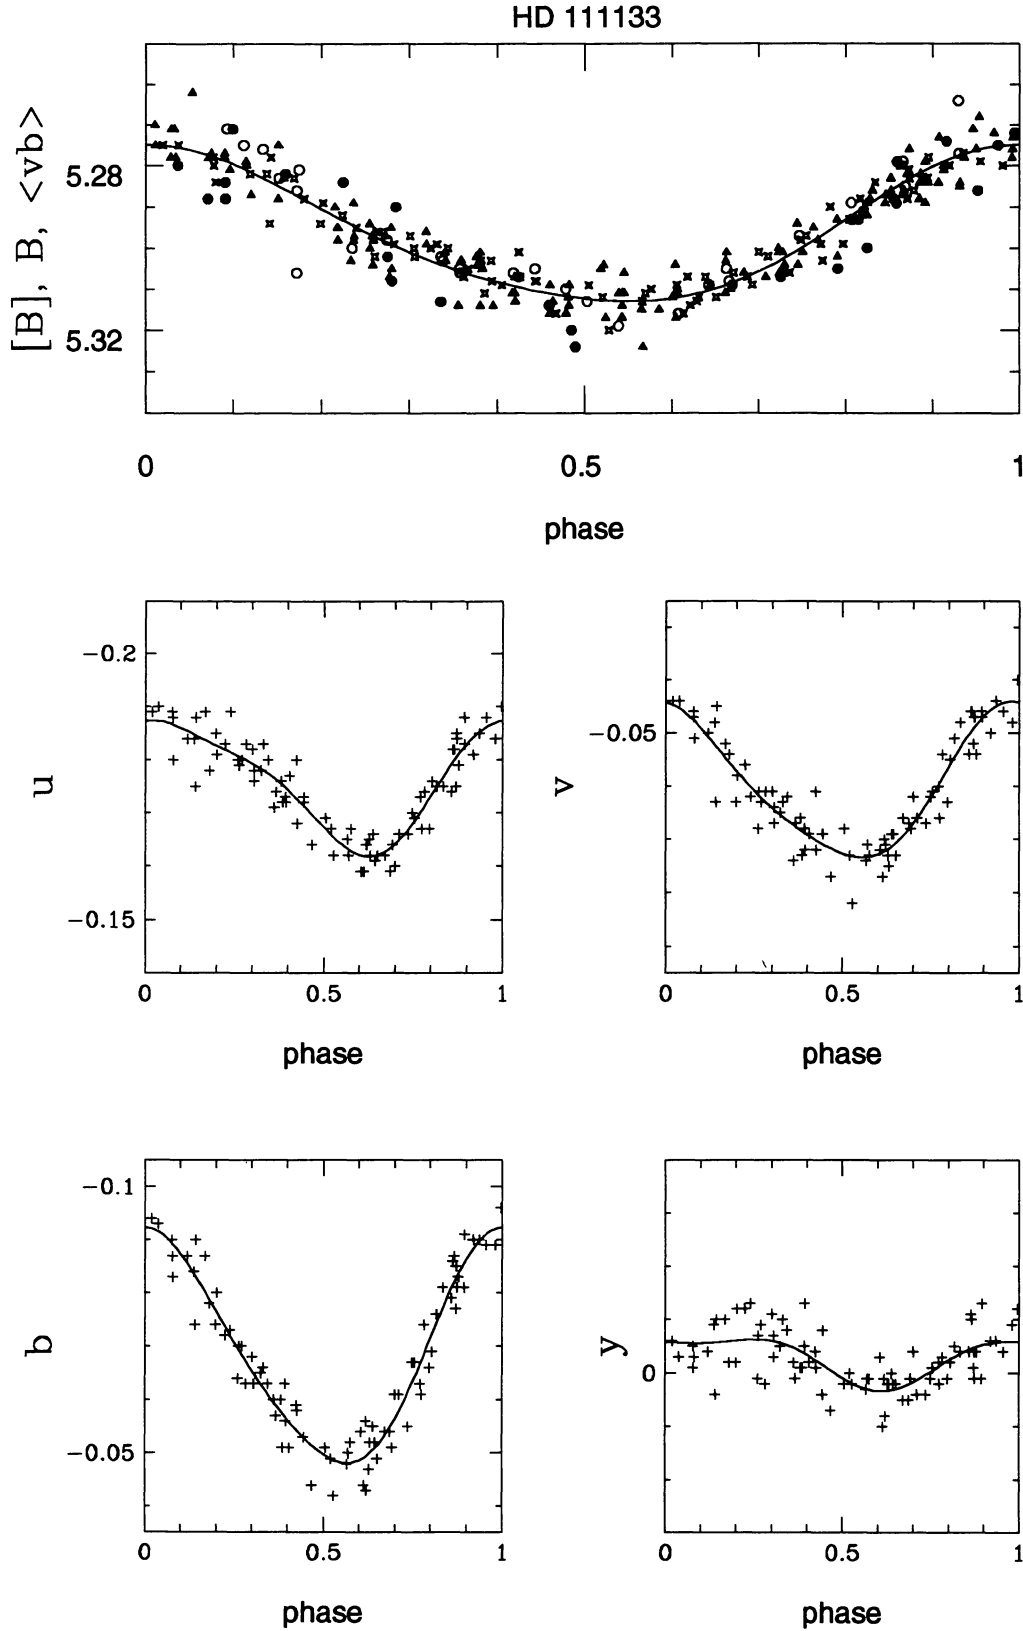 HD 111133
[B], B, <vb>
5.28
5.32
0 0.5 1
phase
u
-0.2
-0.15
0 0.5 1
phase
v
-0.05
0 0.5 1
phase
b
-0.1
-0.05
0 0.5 1
phase
y
0
0 0.5 1
phase